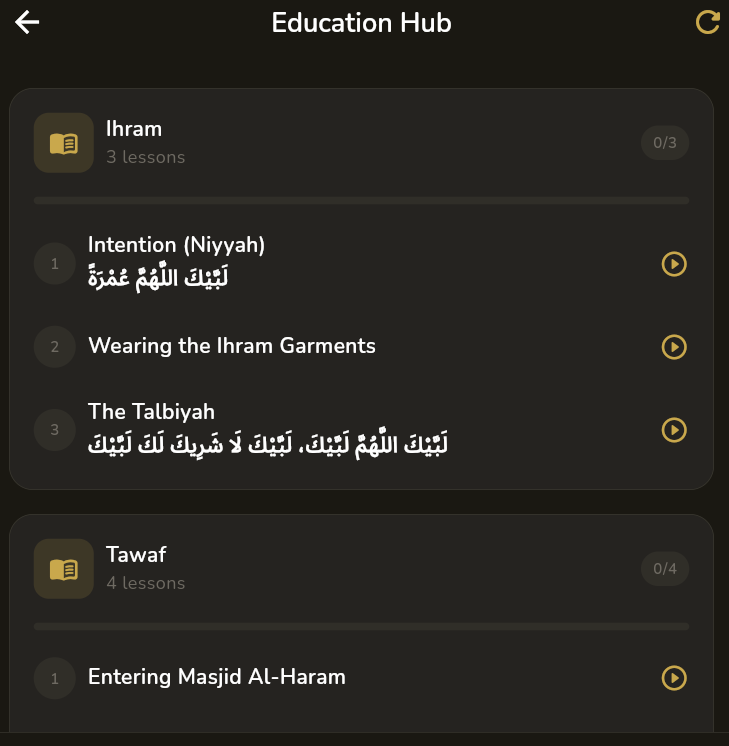 Education Hub
Ihram
3 lessons
0/3
1
Intention (Niyyah)
لَبَّيْكَ اللَّهُمَّ عُمْرَةً
2
Wearing the Ihram Garments
3
The Talbiyah
لَبَّيْكَ اللَّهُمَّ لَبَّيْكَ، لَبَّيْكَ لَا شَرِيكَ لَكَ لَبَّيْكَ
Tawaf
4 lessons
0/4
1
Entering Masjid Al-Haram